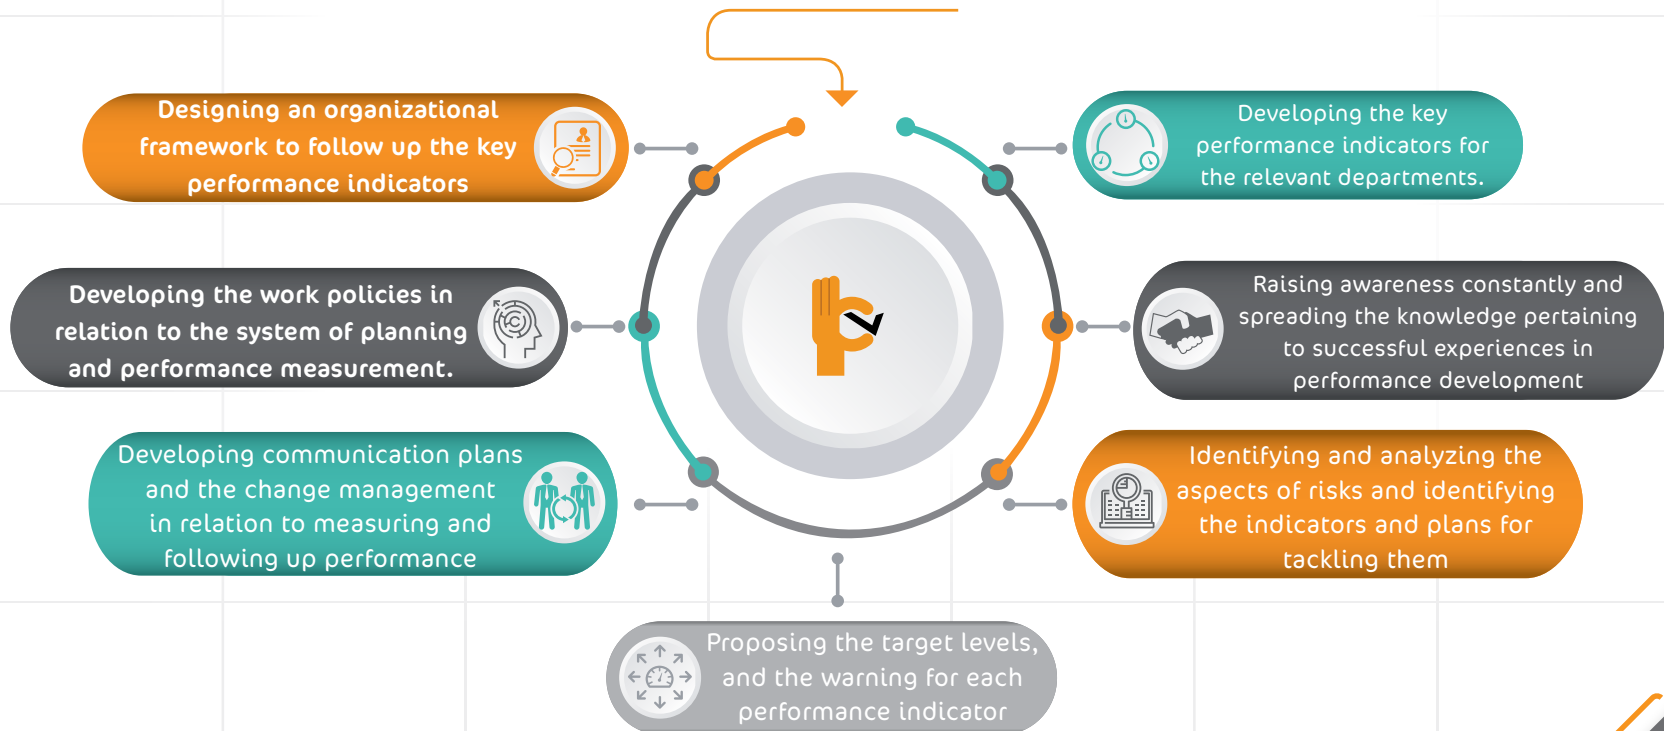 Designing an organizational
framework to follow up the key
performance indicators
Developing the key
performance indicators for
the relevant departments.
Developing the work policies in
relation to the system of planning
and performance measurement.
Raising awareness constantly and
spreading the knowledge pertaining
to successful experiences in
performance development
Developing communication plans
and the change management
in relation to measuring and
following up performance
Identifying and analyzing the
aspects of risks and identifying
the indicators and plans for
tackling them
Proposing the target levels,
and the warning for each
performance indicator